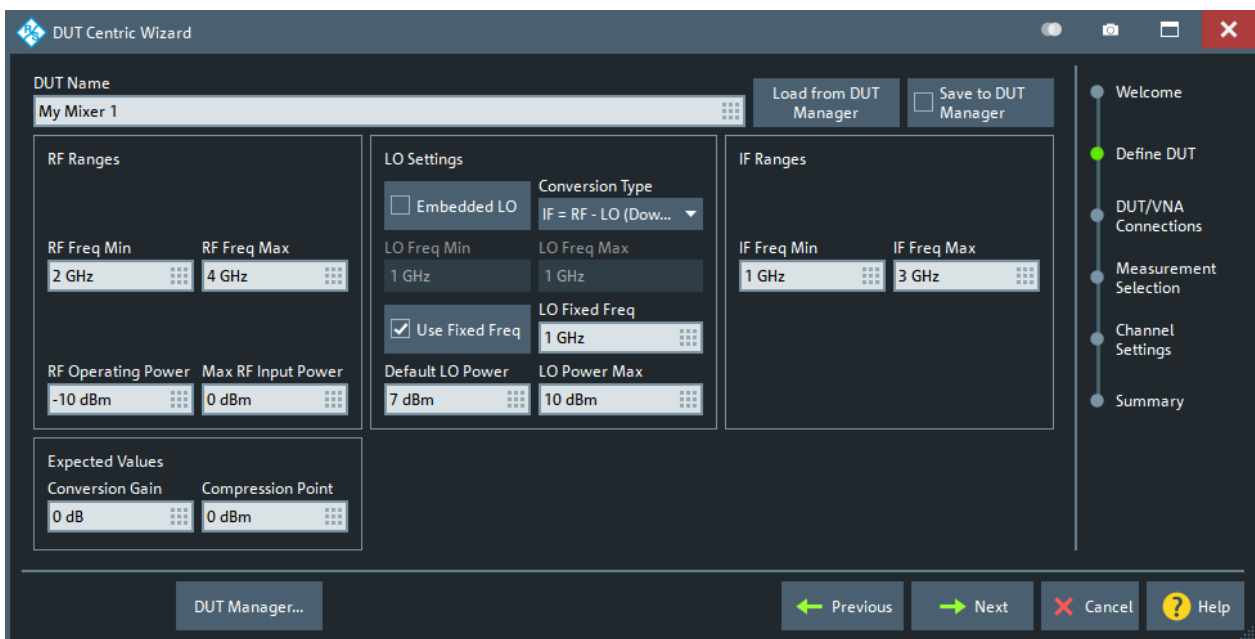 DUT Centric Wizard
DUT Name
My Mixer 1
Load from DUT
Manager
Save to DUT
Manager
RF Ranges
RF Freq Min
RF Freq Max
2 GHz
4 GHz
RF Operating Power
Max RF Input Power
-10 dBm
0 dBm
LO Settings
Embedded LO
Conversion Type
IF = RF - LO (Dow...
LO Freq Min
LO Freq Max
1 GHz
1 GHz
Use Fixed Freq
LO Fixed Freq
1 GHz
Default LO Power
LO Power Max
7 dBm
10 dBm
IF Ranges
IF Freq Min
IF Freq Max
1 GHz
3 GHz
Expected Values
Conversion Gain
Compression Point
0 dB
0 dBm
Welcome
Define DUT
DUT/VNA
Connections
Measurement
Selection
Channel
Settings
Summary
DUT Manager...
Previous
Next
Cancel
? Help